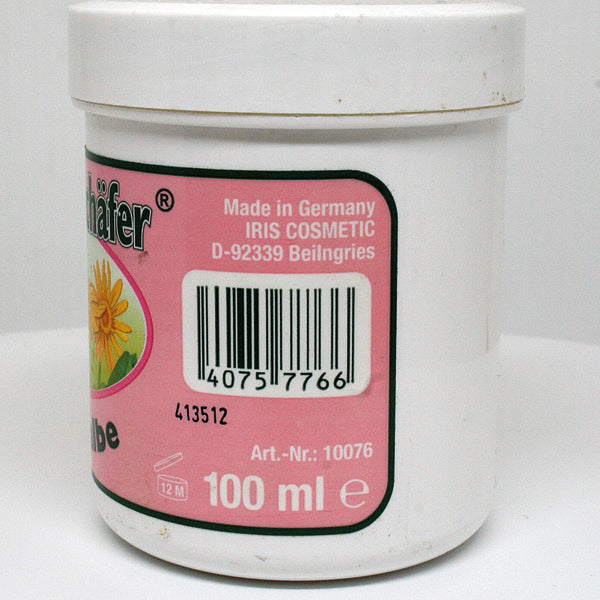 häfer®
Made in Germany
IRIS COSMETIC
D-92339 Beilngries
4075 7766
413512
lbe
Art.-Nr.: 10076
12 M
100 ml ℮